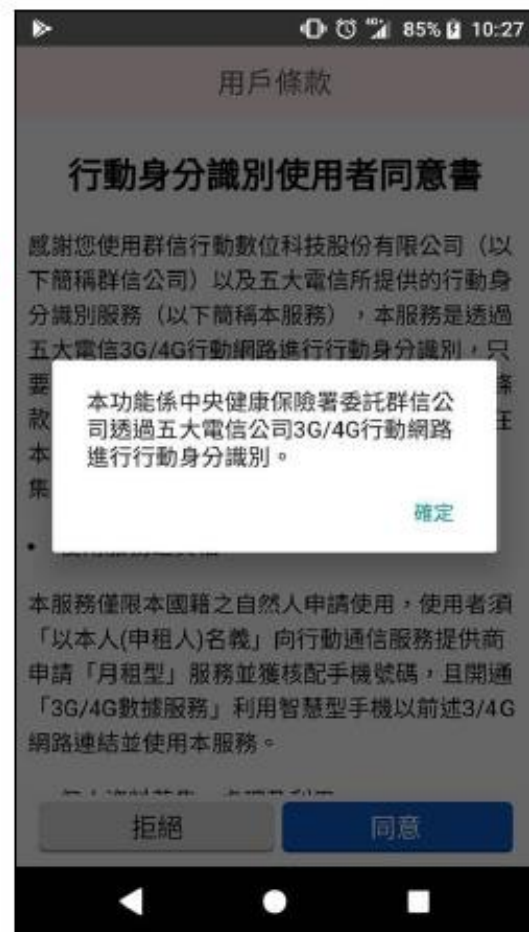 85% 10:27
用戶條款
行動身分識別使用者同意書
感謝您使用群信行動數位科技股份有限公司（以
下簡稱群信公司）以及五大電信所提供的行動身
分識別服務（以下簡稱本服務），本服務是透過
五大電信3G/4G行動網路進行行動身分識別，只
要
條
款
在
本
集
本功能係中央健康保險署委託群信公
司透過五大電信公司3G/4G行動網路
進行行動身分識別。
確定
本服務僅限本國籍之自然人申請使用，使用者須
「以本人(申租人)名義」向行動通信服務提供商
申請「月租型」服務並獲核配手機號碼，且開通
「3G/4G數據服務」利用智慧型手機以前述3/4G
網路連結並使用本服務。
拒絕
同意